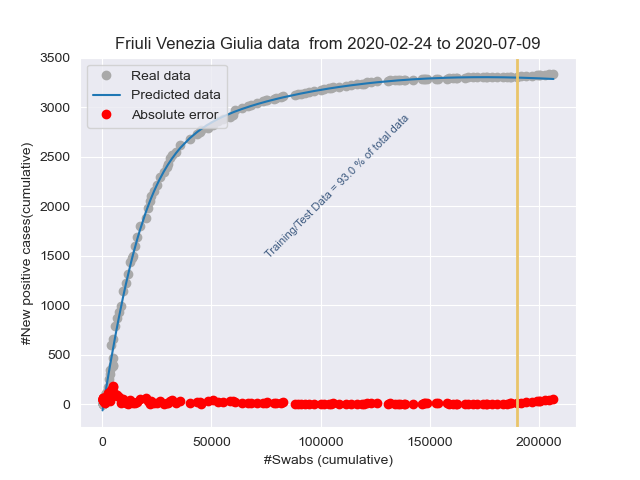 Friuli Venezia Giulia data  from 2020-02-24 to 2020-07-09
#New positive cases(cumulative)
3500
3000
2500
2000
1500
1000
500
0
Real data
Predicted data
Absolute error
Training/Test Data = 93.0 % of total data
0
50000
100000
150000
200000
#Swabs (cumulative)